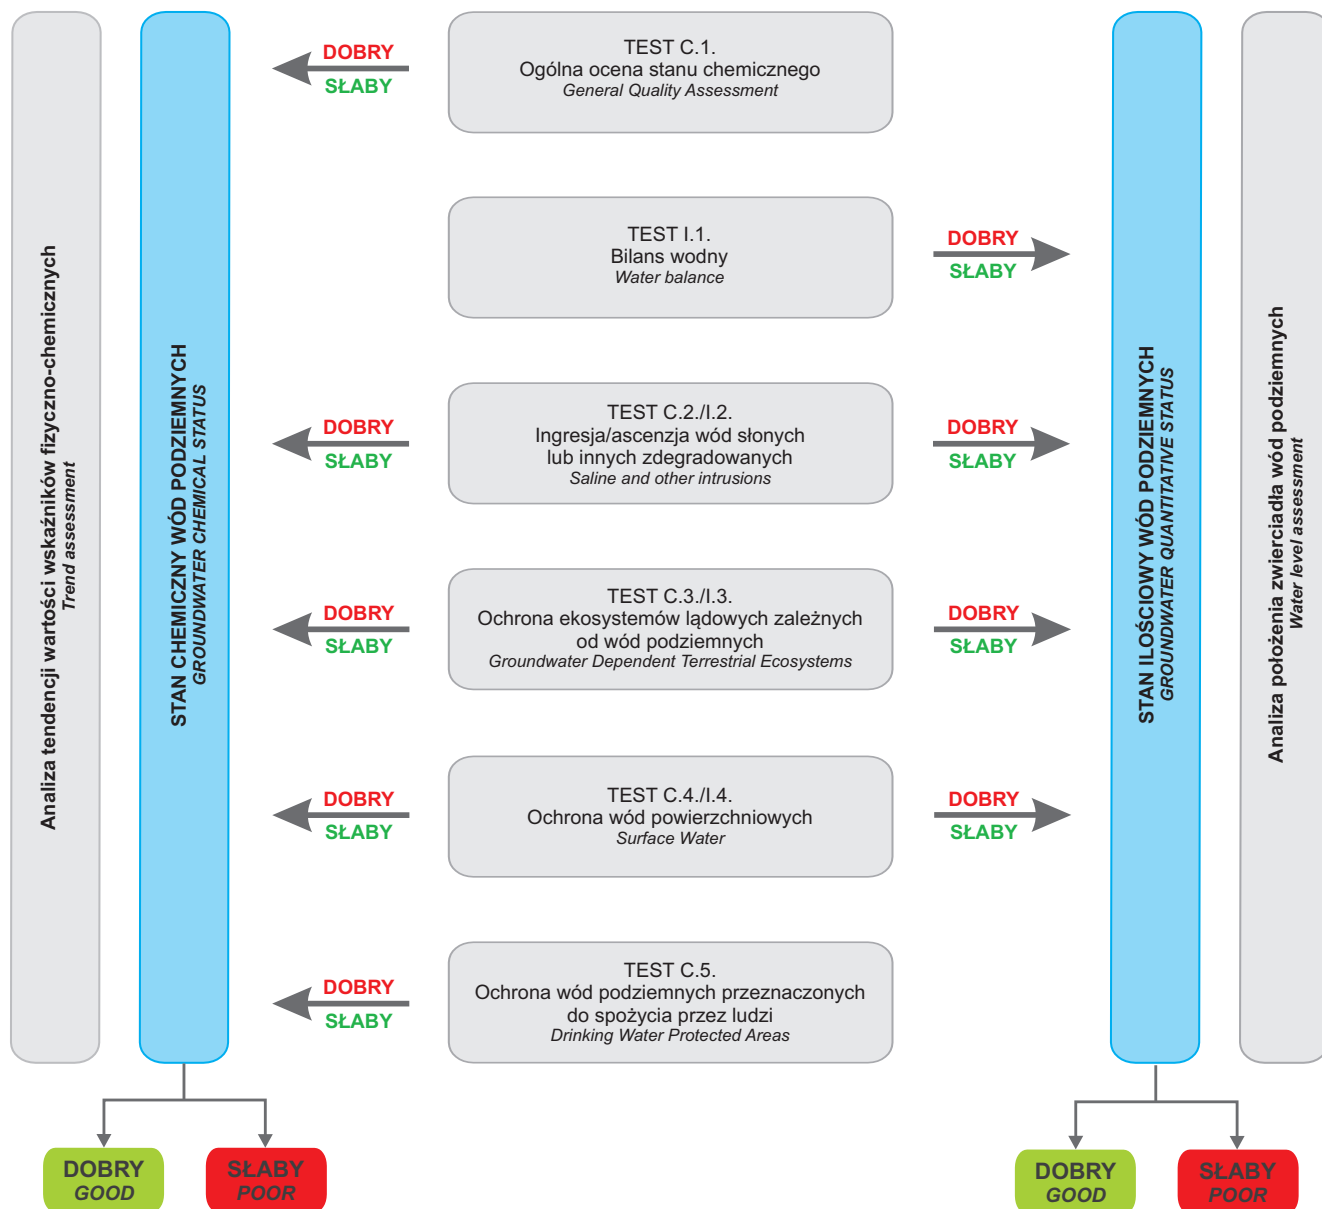 Analiza tendencji wartości wskaźników fizyczno-chemicznych
Trend assessment
STAN CHEMICZNY WÓD PODZIEMNYCH
GROUNDWATER CHEMICAL STATUS
DOBRY
SŁABY
TEST C.1.
Ogólna ocena stanu chemicznego
General Quality Assessment
TEST I.1.
Bilans wodny
Water balance
DOBRY
SŁABY
DOBRY
SŁABY
TEST C.2./I.2.
Ingresja/ascenzja wód słonych
lub innych zdegradowanych
Saline and other intrusions
DOBRY
SŁABY
DOBRY
SŁABY
TEST C.3./I.3.
Ochrona ekosystemów lądowych zależnych
od wód podziemnych
Groundwater Dependent Terrestrial Ecosystems
DOBRY
SŁABY
DOBRY
SŁABY
TEST C.4./I.4.
Ochrona wód powierzchniowych
Surface Water
DOBRY
SŁABY
DOBRY
SŁABY
TEST C.5.
Ochrona wód podziemnych przeznaczonych
do spożycia przez ludzi
Drinking Water Protected Areas
STAN ILOŚCIOWY WÓD PODZIEMNYCH
GROUNDWATER QUANTITATIVE STATUS
Analiza położenia zwierciadła wód podziemnych
Water level assessment
DOBRY
GOOD
SŁABY
POOR
DOBRY
GOOD
SŁABY
POOR